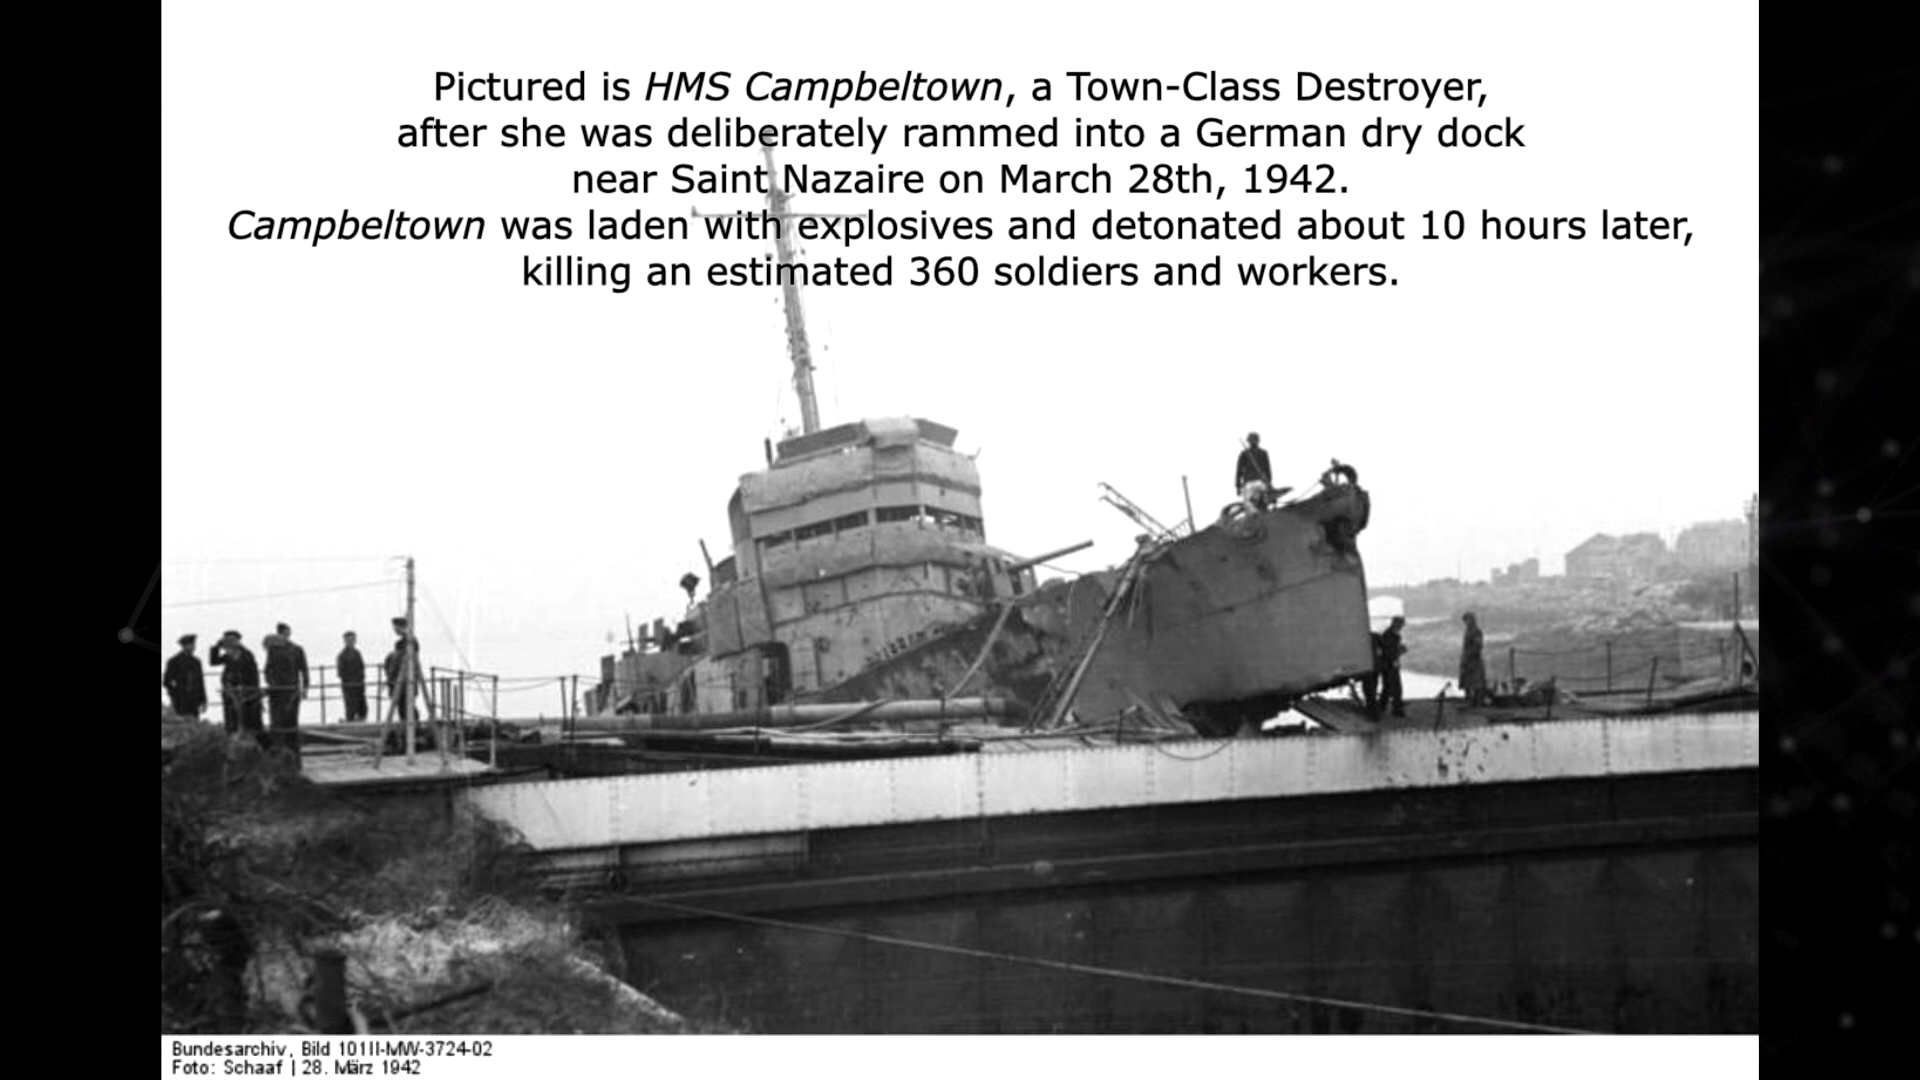 Pictured is HMS Campbeltown, a Town-Class Destroyer,
after she was deliberately rammed into a German dry dock
near Saint Nazaire on March 28th, 1942.
Campbeltown was laden with explosives and detonated about 10 hours later,
killing an estimated 360 soldiers and workers.
Bundesarchiv, Bild 101II-MW-3724-02
Foto: Schaaf | 28. März 1942